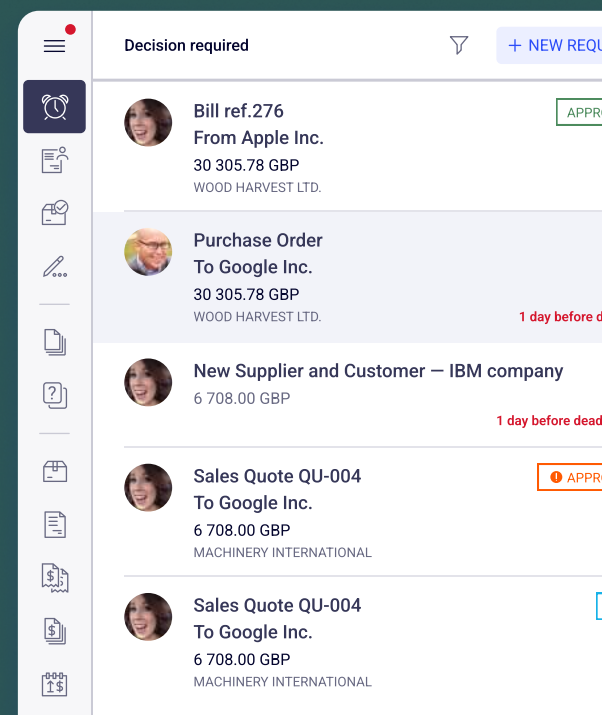 Decision required
+ NEW REQU
Bill ref.276
APPRO
From Apple Inc.
30 305.78 GBP
WOOD HARVEST LTD.
Purchase Order
To Google Inc.
30 305.78 GBP
WOOD HARVEST LTD.
1 day before d
New Supplier and Customer — IBM company
6 708.00 GBP
1 day before dead
Sales Quote QU-004
APPRO
To Google Inc.
6 708.00 GBP
MACHINERY INTERNATIONAL
Sales Quote QU-004
To Google Inc.
6 708.00 GBP
MACHINERY INTERNATIONAL